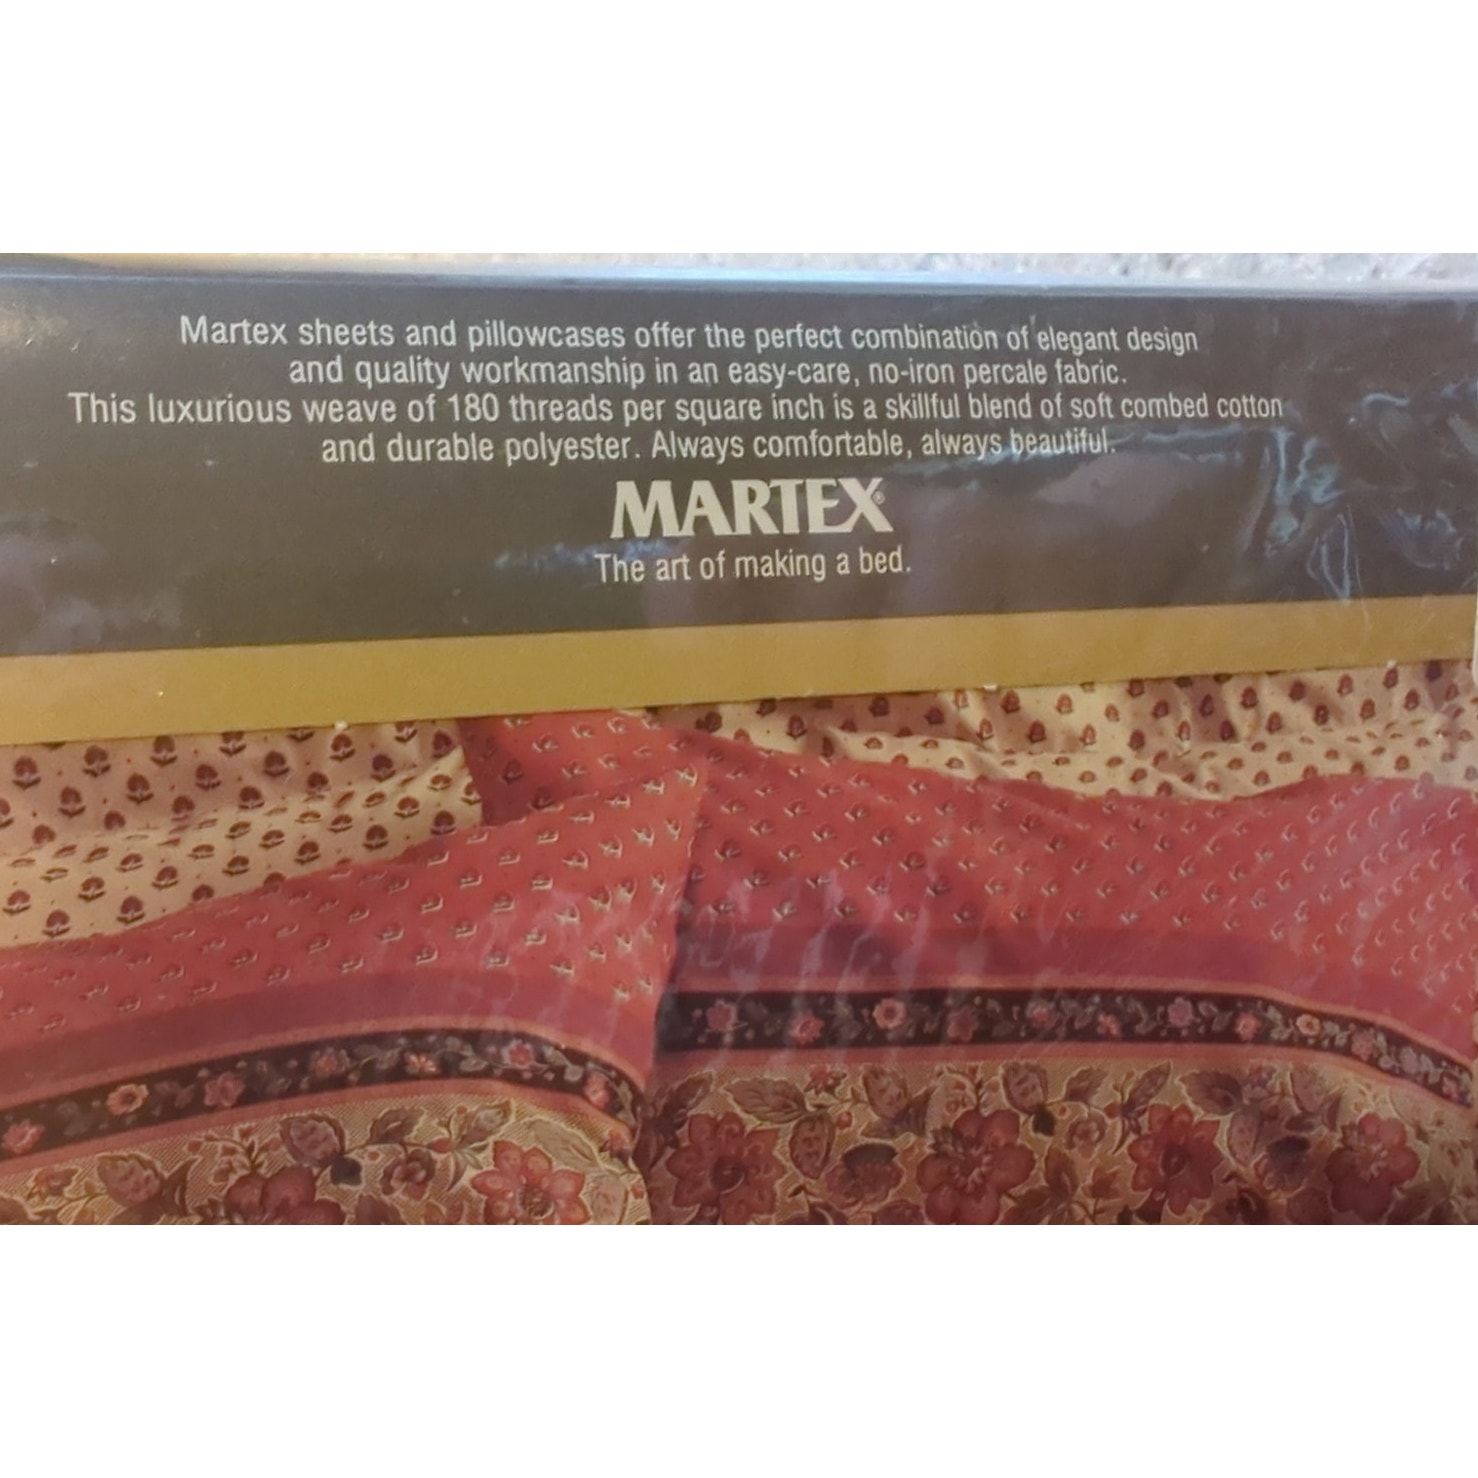 Martex sheets and pillowcases offer the perfect combination of elegant design
and quality workmanship in an easy-care, no-iron percale fabric.
This luxurious weave of 180 threads per square inch is a skillful blend of soft combed cotton
and durable polyester. Always comfortable, always beautiful.
MARTEX®
The art of making a bed.